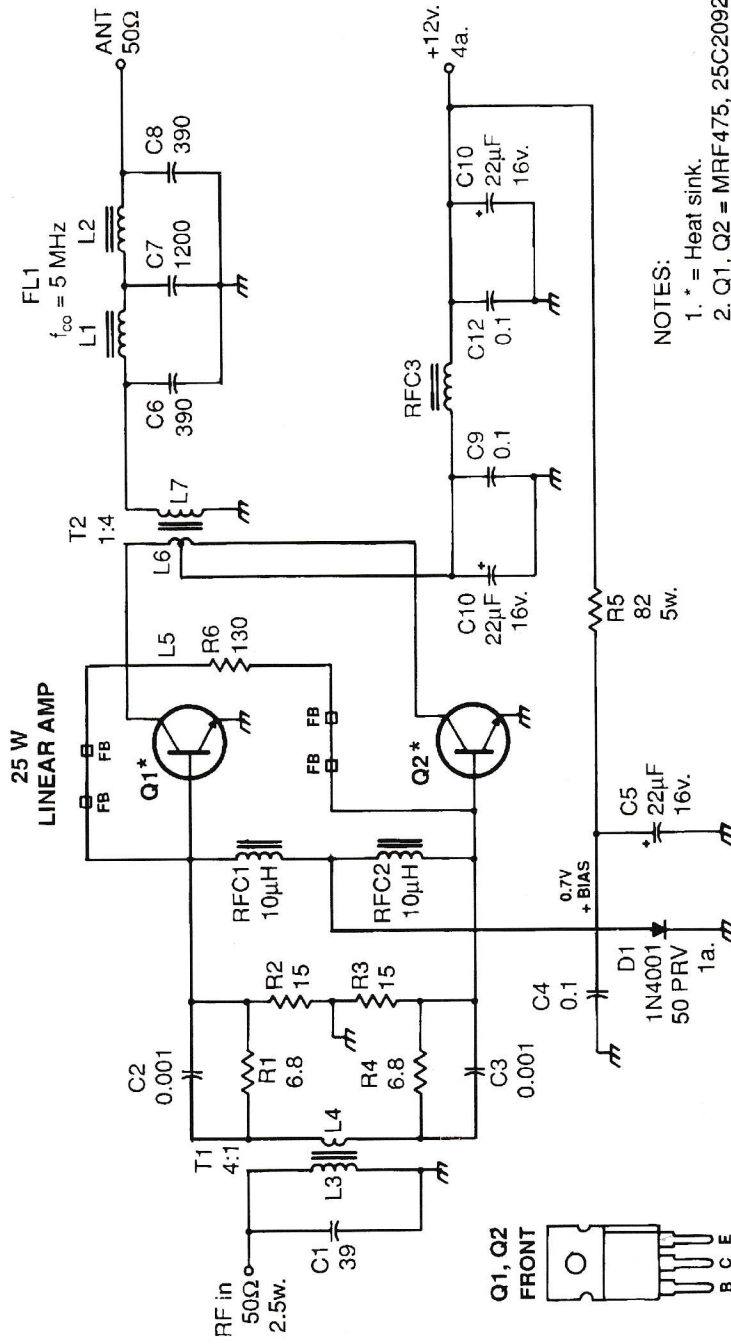 25 W
LINEAR AMP
RF in
50Ω
2.5w.
C1
39
T1
4:1
L3
L4
C2
0.001
R1
6.8
R4
6.8
C3
0.001
R2
15
R3
15
RFC1
10µH
RFC2
10µH
FB
FB
FB
FB
Q1*
Q2*
L5
R6
130
T2
1:4
L6
L7
FL1
fco = 5 MHz
L1
L2
C6
390
C7
1200
C8
390
ANT
50Ω
C10
22µF
16v.
C9
0.1
RFC3
C12
0.1
C10
22µF
16v.
+12v.
4a.
R5
82
5w.
C5
22µF
16v.
0.7V
+ BIAS
C4
0.1
D1
1N4001
50 PRV
1a.
Q1, Q2
FRONT
B C E
NOTES:
1. * = Heat sink.
2. Q1, Q2 = MRF475, 25C2092